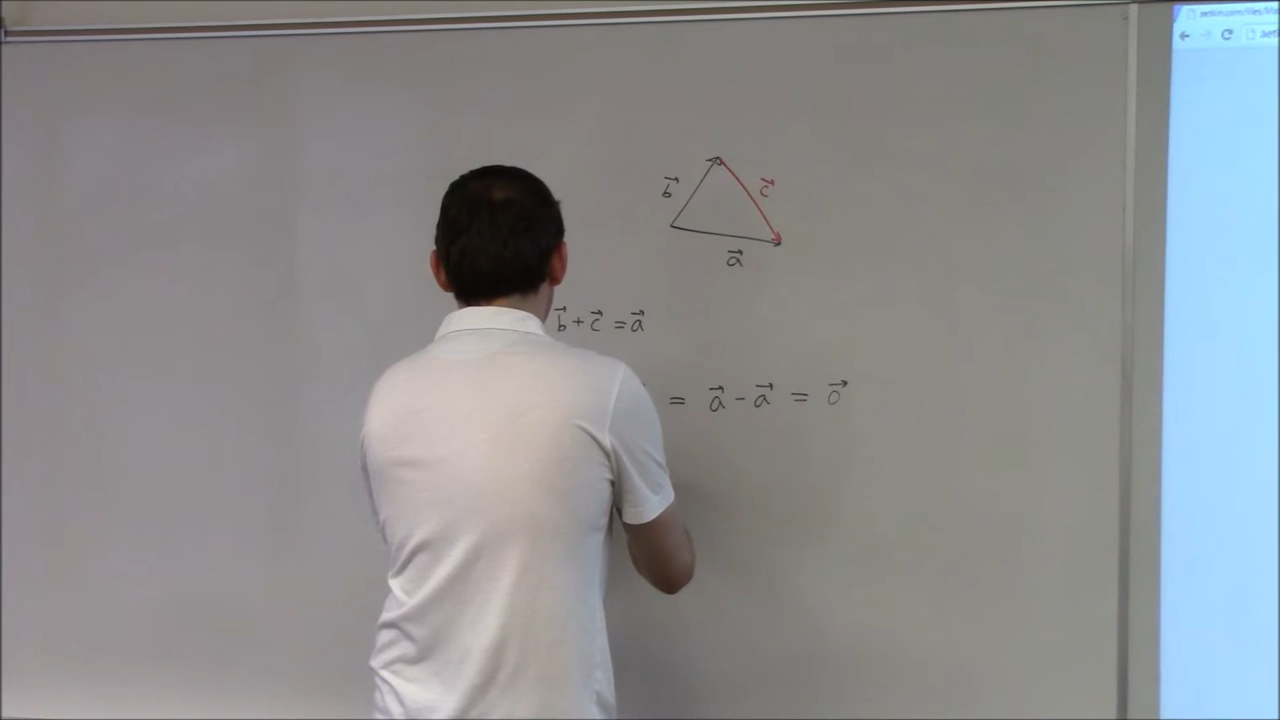 b⃗
c⃗
a⃗
b⃗ + c⃗ = a⃗
= a⃗ - a⃗ = 0⃗